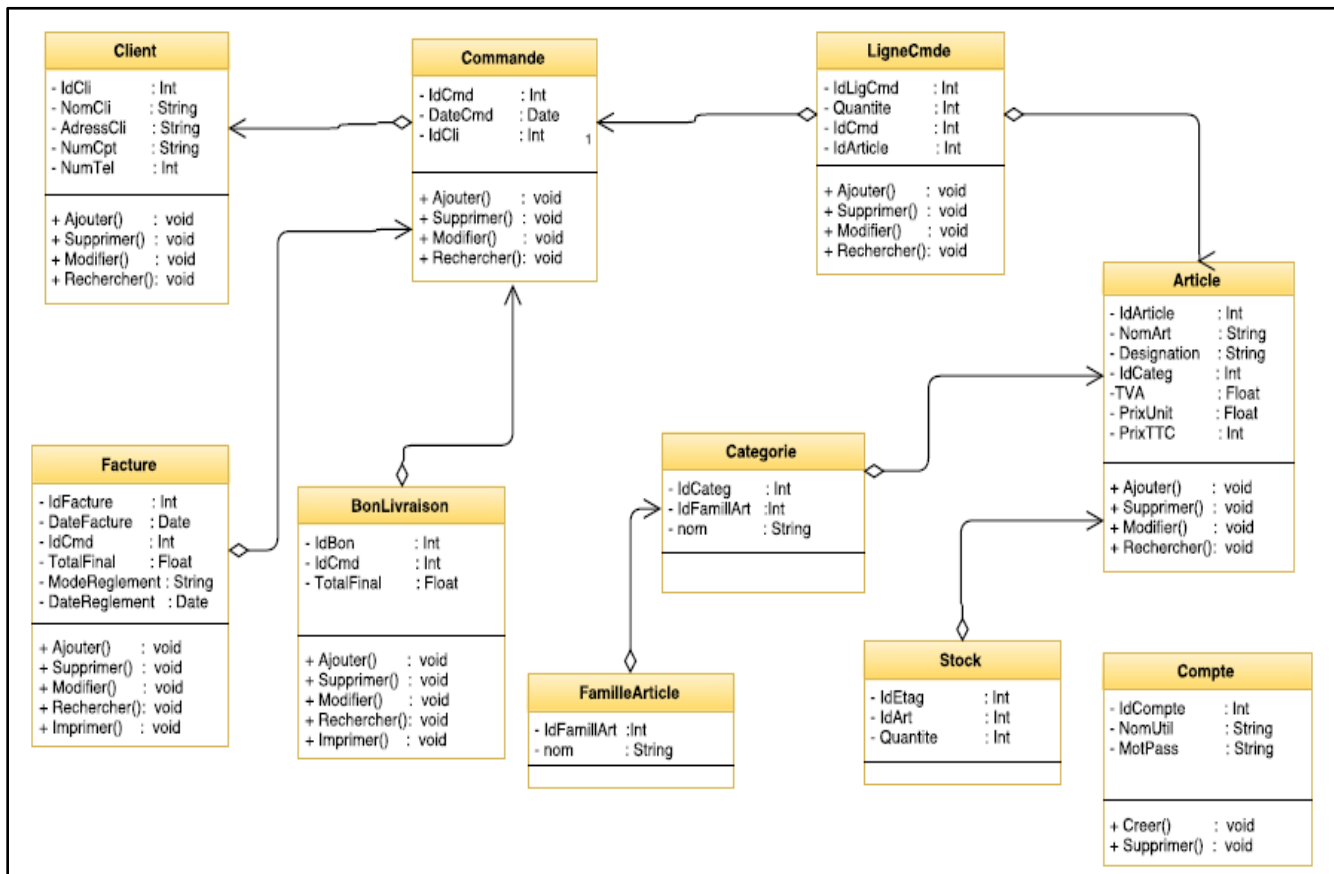 Client
- IdCli : Int
- NomCli : String
- AdressCli : String
- NumCpt : String
- NumTel : Int
+ Ajouter() : void
+ Supprimer() : void
+ Modifier() : void
+ Rechercher(): void
Commande
- IdCmd : Int
- DateCmd : Date
- IdCli : Int
1
+ Ajouter() : void
+ Supprimer() : void
+ Modifier() : void
+ Rechercher(): void
LigneCmde
- IdLigCmd : Int
- Quantite : Int
- IdCmd : Int
- IdArticle : Int
+ Ajouter() : void
+ Supprimer() : void
+ Modifier() : void
+ Rechercher(): void
Article
- IdArticle : Int
- NomArt : String
- Designation : String
- IdCateg : Int
-TVA : Float
- PrixUnit : Float
- PrixTTC : Int
+ Ajouter() : void
+ Supprimer() : void
+ Modifier() : void
+ Rechercher(): void
Facture
- IdFacture : Int
- DateFacture : Date
- IdCmd : Int
- TotalFinal : Float
- ModeReglement : String
- DateReglement : Date
+ Ajouter() : void
+ Supprimer() : void
+ Modifier() : void
+ Rechercher() : void
+ Imprimer() : void
BonLivraison
- IdBon : Int
- IdCmd : Int
- TotalFinal : Float
+ Ajouter() : void
+ Supprimer() : void
+ Modifier() : void
+ Rechercher() : void
+ Imprimer() : void
Categorie
- IdCateg : Int
- IdFamillArt :Int
- nom : String
FamilleArticle
- IdFamillArt :Int
- nom : String
Stock
- IdEtag : Int
- IdArt : Int
- Quantite : Int
Compte
- IdCompte : Int
- NomUtil : String
- MotPass : String
+ Creer() : void
+ Supprimer() : void